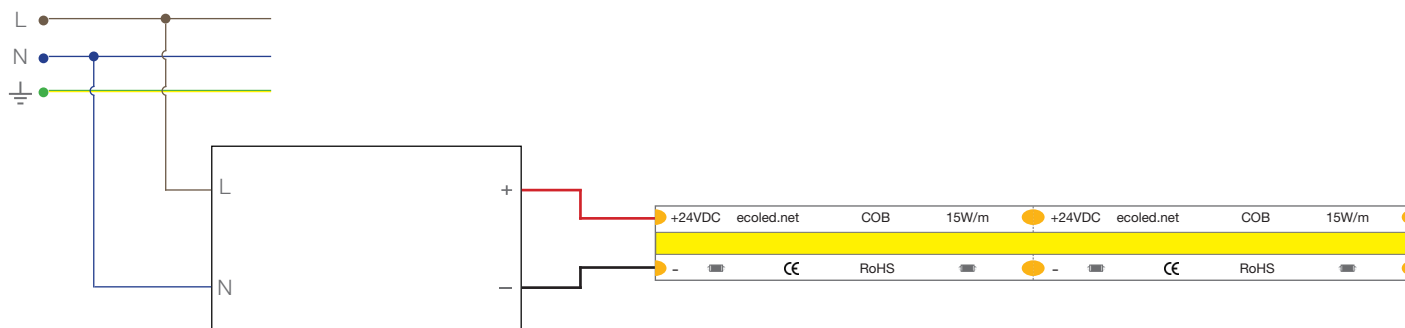 L
N
L +
+24VDC ecoled.net COB 15W/m +24VDC ecoled.net COB 15W/m
- CE RoHS - CE RoHS
N −